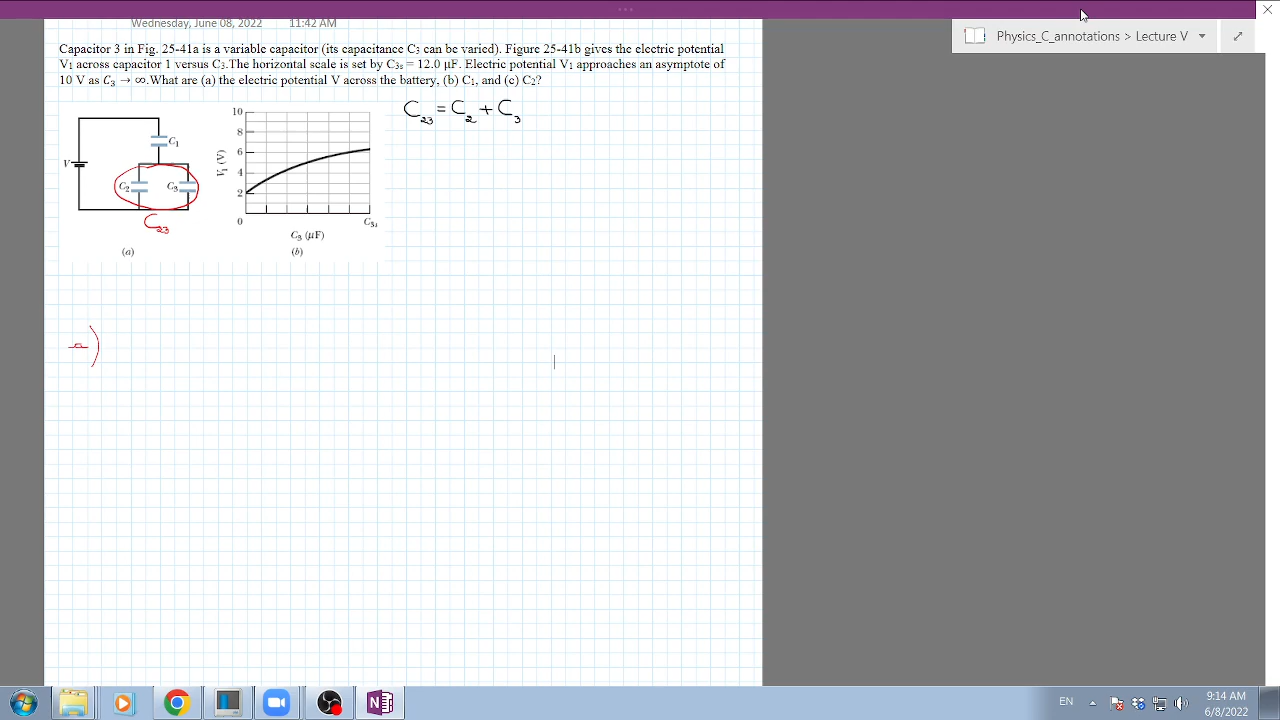 Wednesday, June 08, 2022 11:42 AM
Physics_C_annotations > Lecture V
Capacitor 3 in Fig. 25-41a is a variable capacitor (its capacitance C3 can be varied). Figure 25-41b gives the electric potential
V1 across capacitor 1 versus C3.The horizontal scale is set by C3s = 12.0 μF. Electric potential V1 approaches an asymptote of
10 V as C3 → ∞.What are (a) the electric potential V across the battery, (b) C1, and (c) C2?
C23 = C2 + C3
V
C1
C2
C3
C23
(a)
V1 (V)
10
8
6
4
2
0
C3s
C3 (μF)
(b)
a)
EN
9:14 AM
6/8/2022